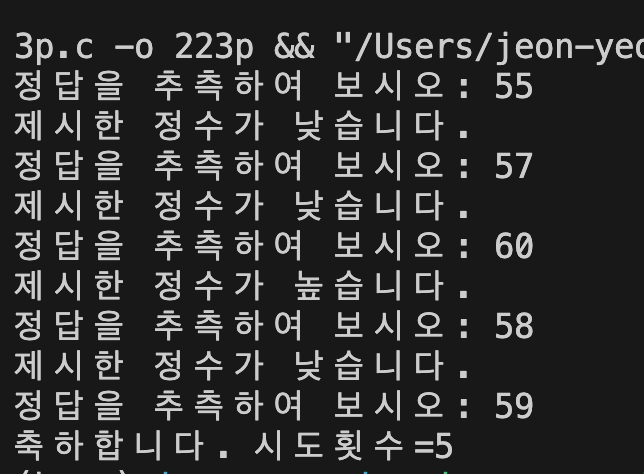 3p.c -o 223p && "/Users/jeon-yeo
정답을 추측하여 보시오: 55
제시한 정수가 낮습니다.
정답을 추측하여 보시오: 57
제시한 정수가 낮습니다.
정답을 추측하여 보시오: 60
제시한 정수가 높습니다.
정답을 추측하여 보시오: 58
제시한 정수가 낮습니다.
정답을 추측하여 보시오: 59
축하합니다. 시도횟수=5